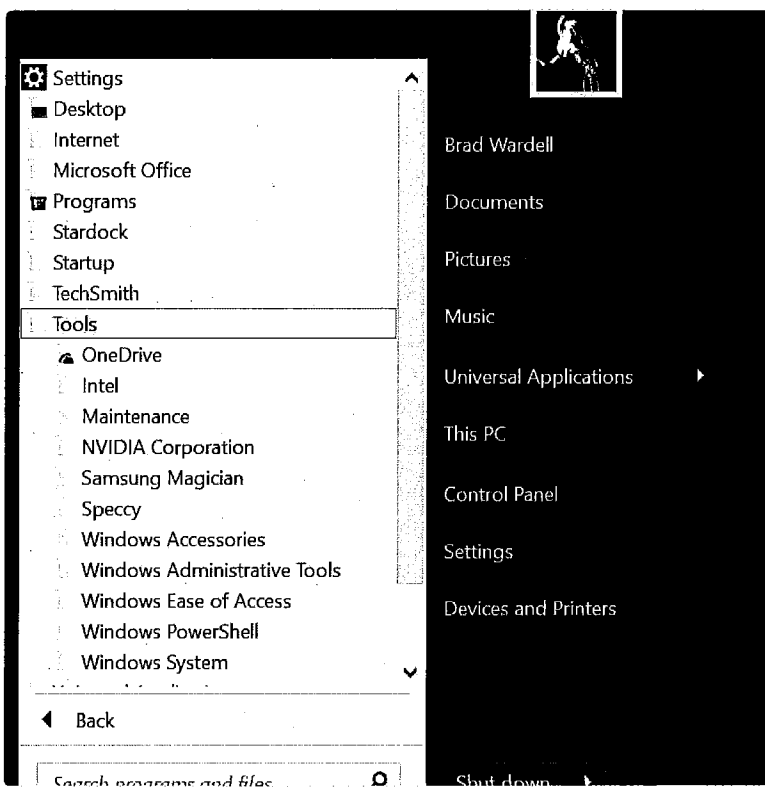 Settings
Desktop
Internet
Microsoft Office
Programs
Stardock
Startup
TechSmith
Tools
OneDrive
Intel
Maintenance
NVIDIA Corporation
Samsung Magician
Speccy
Windows Accessories
Windows Administrative Tools
Windows Ease of Access
Windows PowerShell
Windows System
Back
Search programs and files
Brad Wardell
Documents
Pictures
Music
Universal Applications
This PC
Control Panel
Settings
Devices and Printers
Shut down